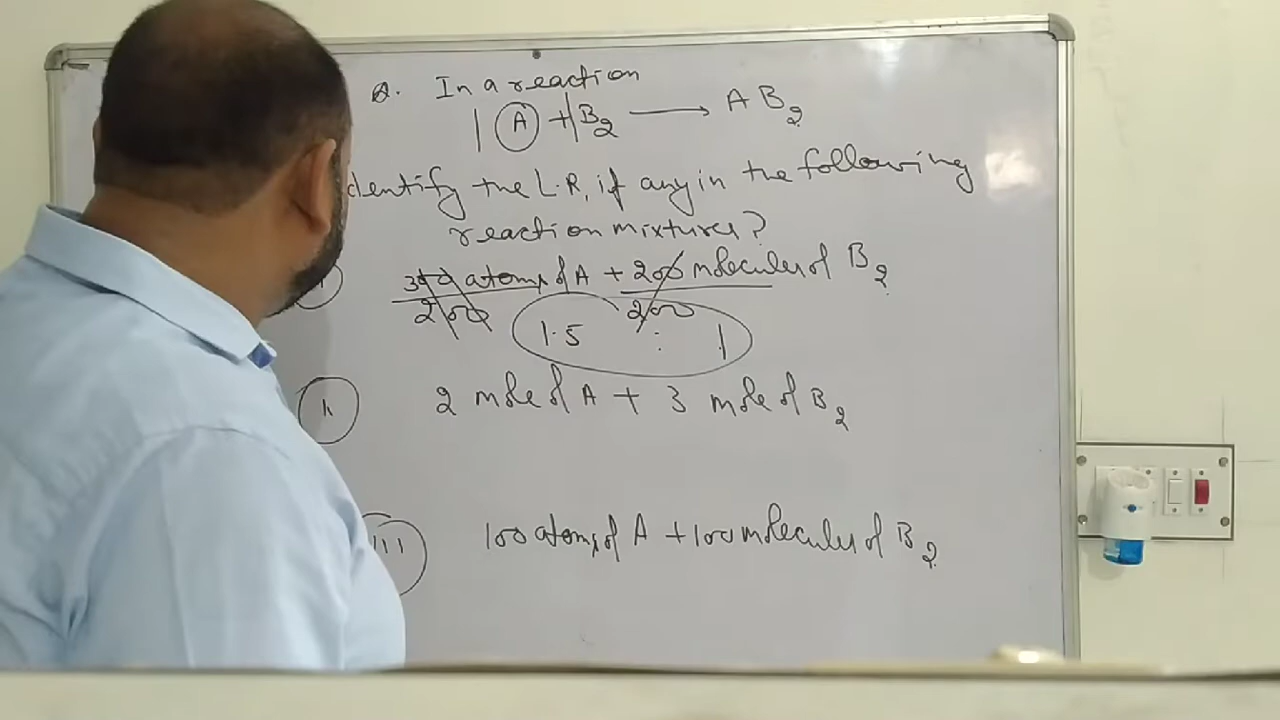 Q. In a reaction
1 A + 1 B2 → AB2
dentify the L.R, if any in the following
reaction mixtures?
300 atoms of A + 200 molecules of B2
200 200
1.5 : 1
ii 2 mole of A + 3 mole of B2
iii 100 atoms of A + 100 molecules of B2